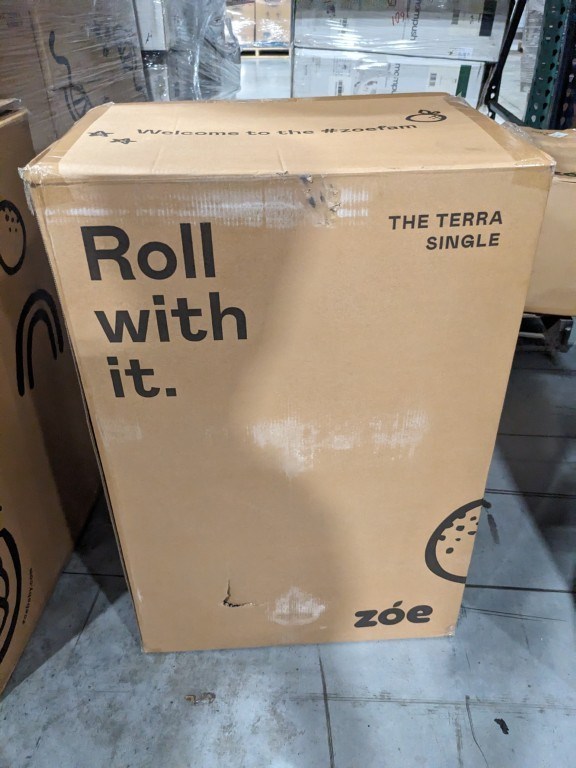 Welcome to the #zoefam
Roll
with
it.
THE TERRA
SINGLE
zóe